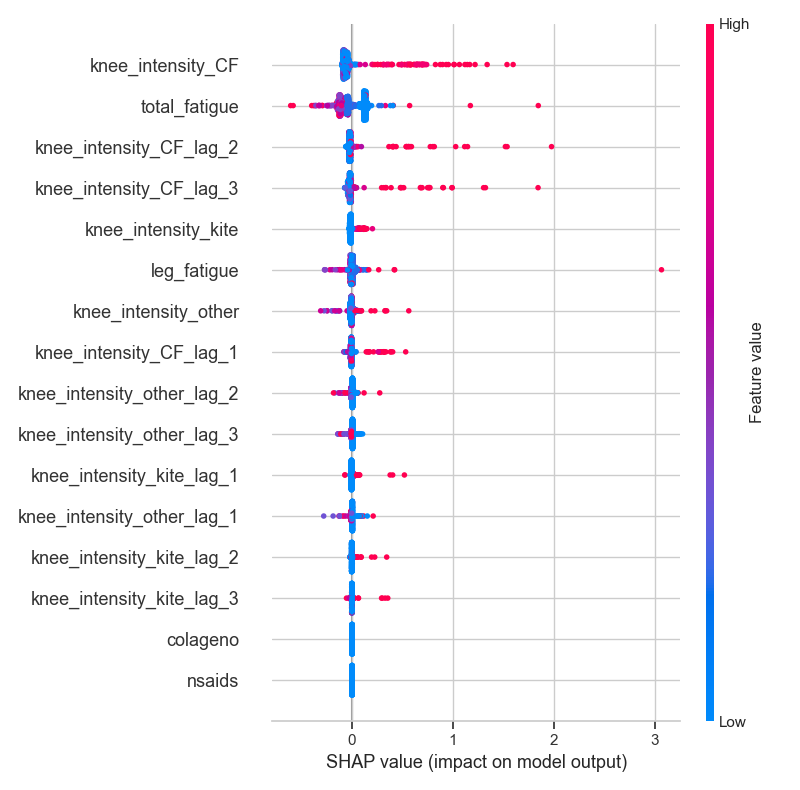 High
knee_intensity_CF
total_fatigue
knee_intensity_CF_lag_2
knee_intensity_CF_lag_3
knee_intensity_kite
leg_fatigue
knee_intensity_other
knee_intensity_CF_lag_1
knee_intensity_other_lag_2
knee_intensity_other_lag_3
knee_intensity_kite_lag_1
knee_intensity_other_lag_1
knee_intensity_kite_lag_2
knee_intensity_kite_lag_3
colageno
nsaids
Feature value
Low
0 1 2 3
SHAP value (impact on model output)